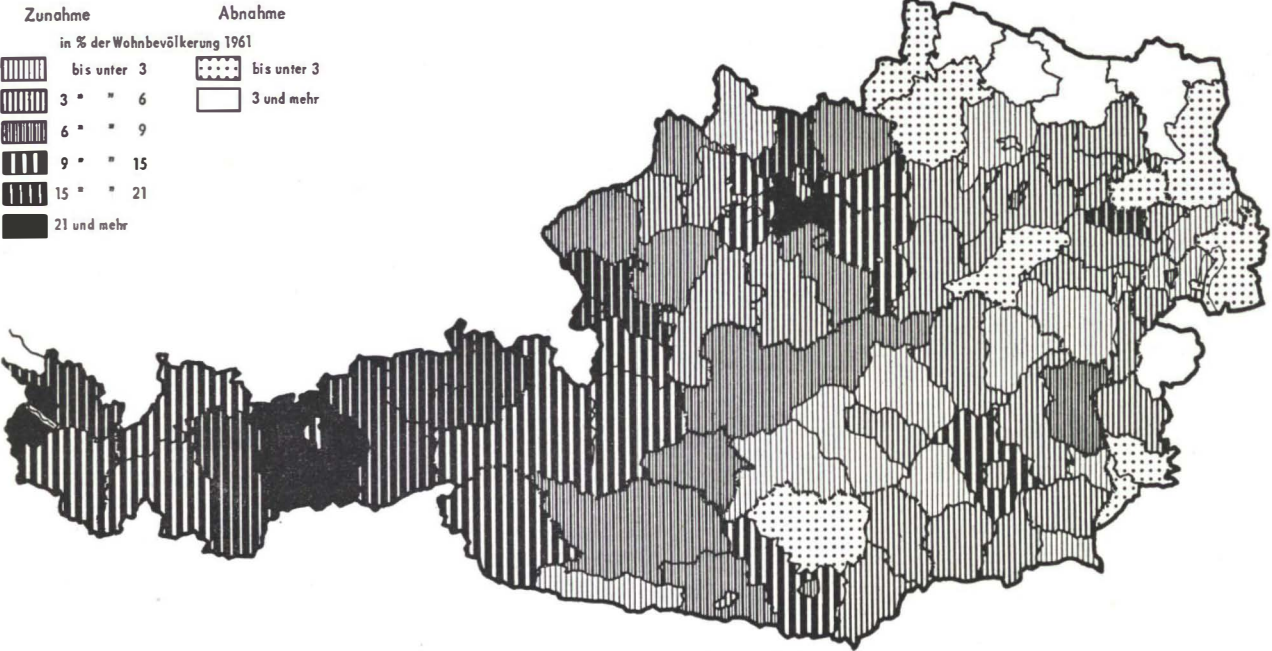 Zunahme Abnahme
in % der Wohnbevölkerung 1961
bis unter 3 bis unter 3
3 " " 6 3 und mehr
6 " " 9
9 " " 15
15 " " 21
21 und mehr